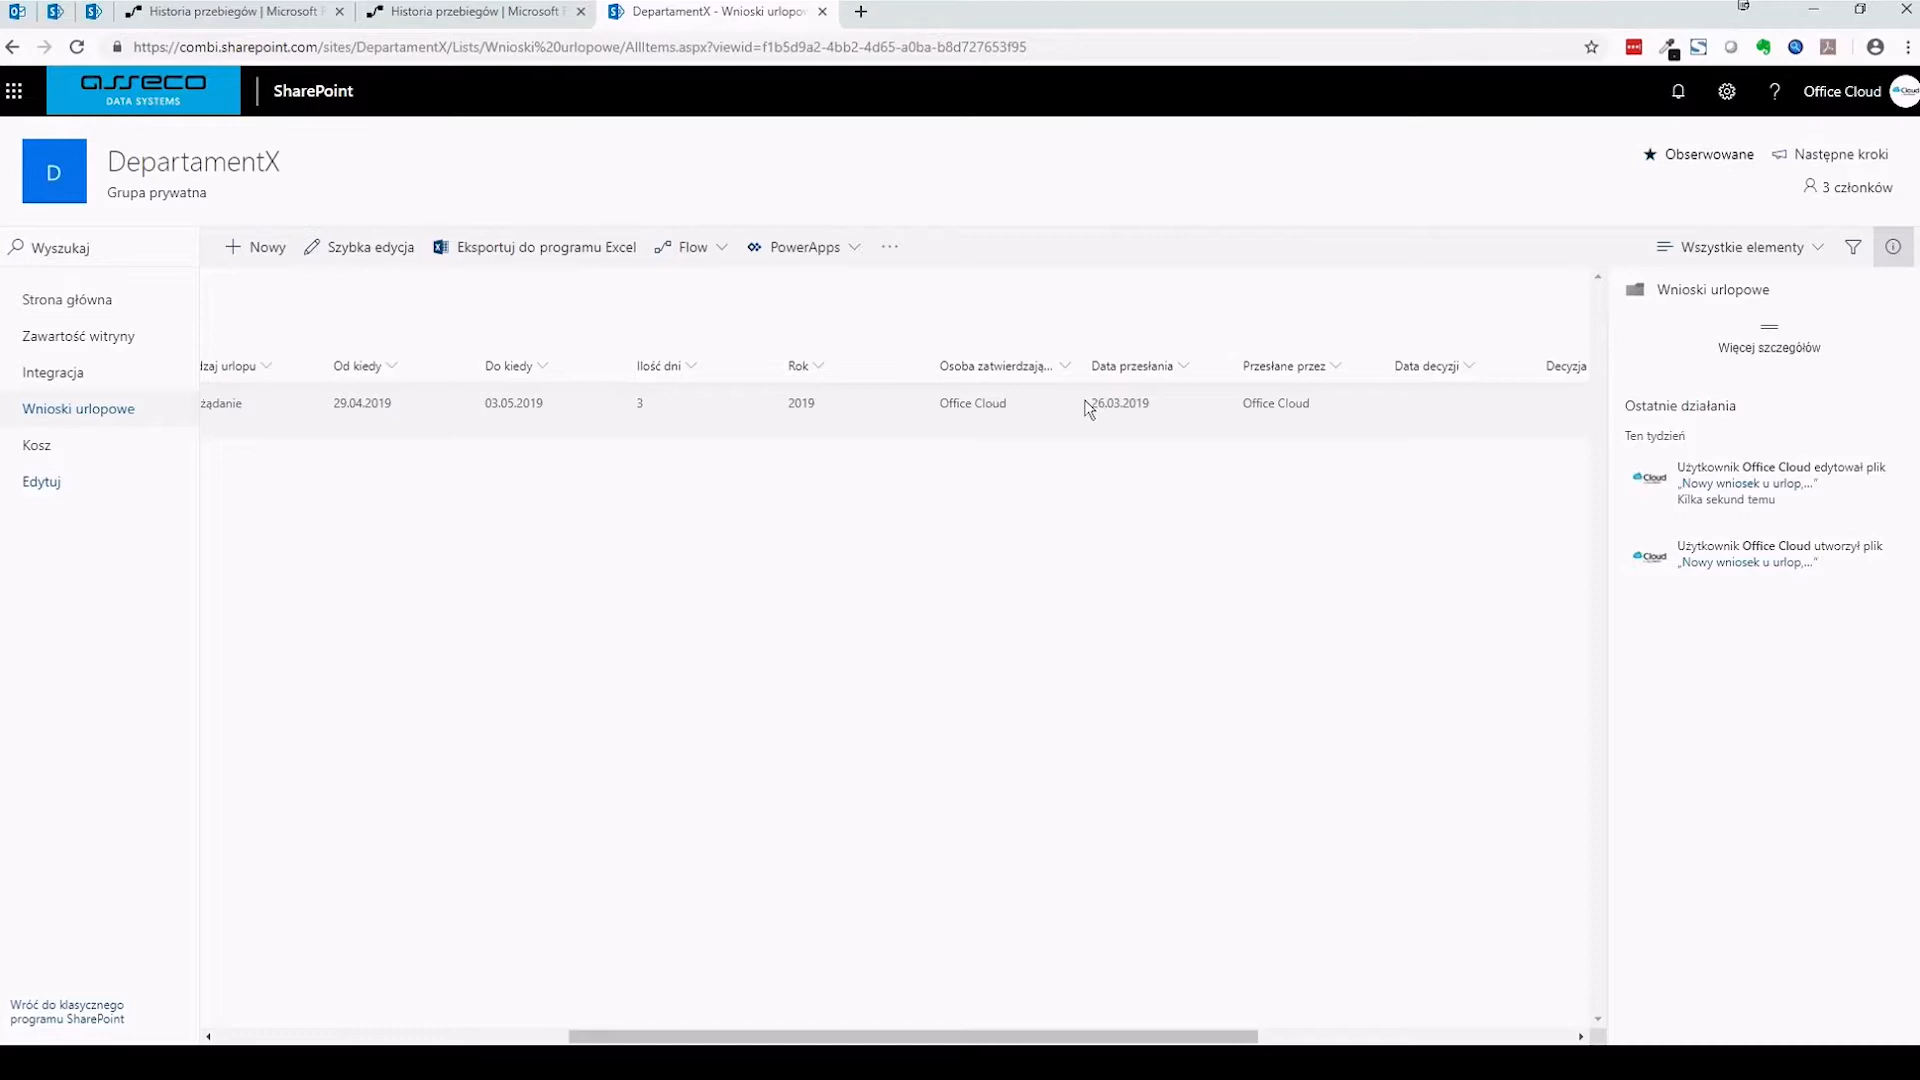 Historia przebiegów | Microsoft F
Historia przebiegów | Microsoft F
DepartamentX - Wnioski urlopow
https://combi.sharepoint.com/sites/DepartamentX/Lists/Wnioski%20urlopowe/AllItems.aspx?viewid=f1b5d9a2-4bb2-4d65-a0ba-b8d727653f95
asseco
DATA SYSTEMS
SharePoint
Office Cloud
Cloud
D
DepartamentX
Grupa prywatna
Obserwowane
Następne kroki
3 członków
Wyszukaj
Nowy
Szybka edycja
Eksportuj do programu Excel
Flow
PowerApps
Wszystkie elementy
Strona główna
Zawartość witryny
Integracja
Wnioski urlopowe
Kosz
Edytuj
Wróć do klasycznego
programu SharePoint
dzaj urlopu Od kiedy Do kiedy Ilość dni Rok Osoba zatwierdzają... Data przesłania Przesłane przez Data decyzji Decyzja
żądanie 29.04.2019 03.05.2019 3 2019 Office Cloud 26.03.2019 Office Cloud
Wnioski urlopowe
Więcej szczegółów
Ostatnie działania
Ten tydzień
Cloud
Użytkownik Office Cloud edytował plik
„Nowy wniosek u urlop,...”
Kilka sekund temu
Cloud
Użytkownik Office Cloud utworzył plik
„Nowy wniosek u urlop,...”